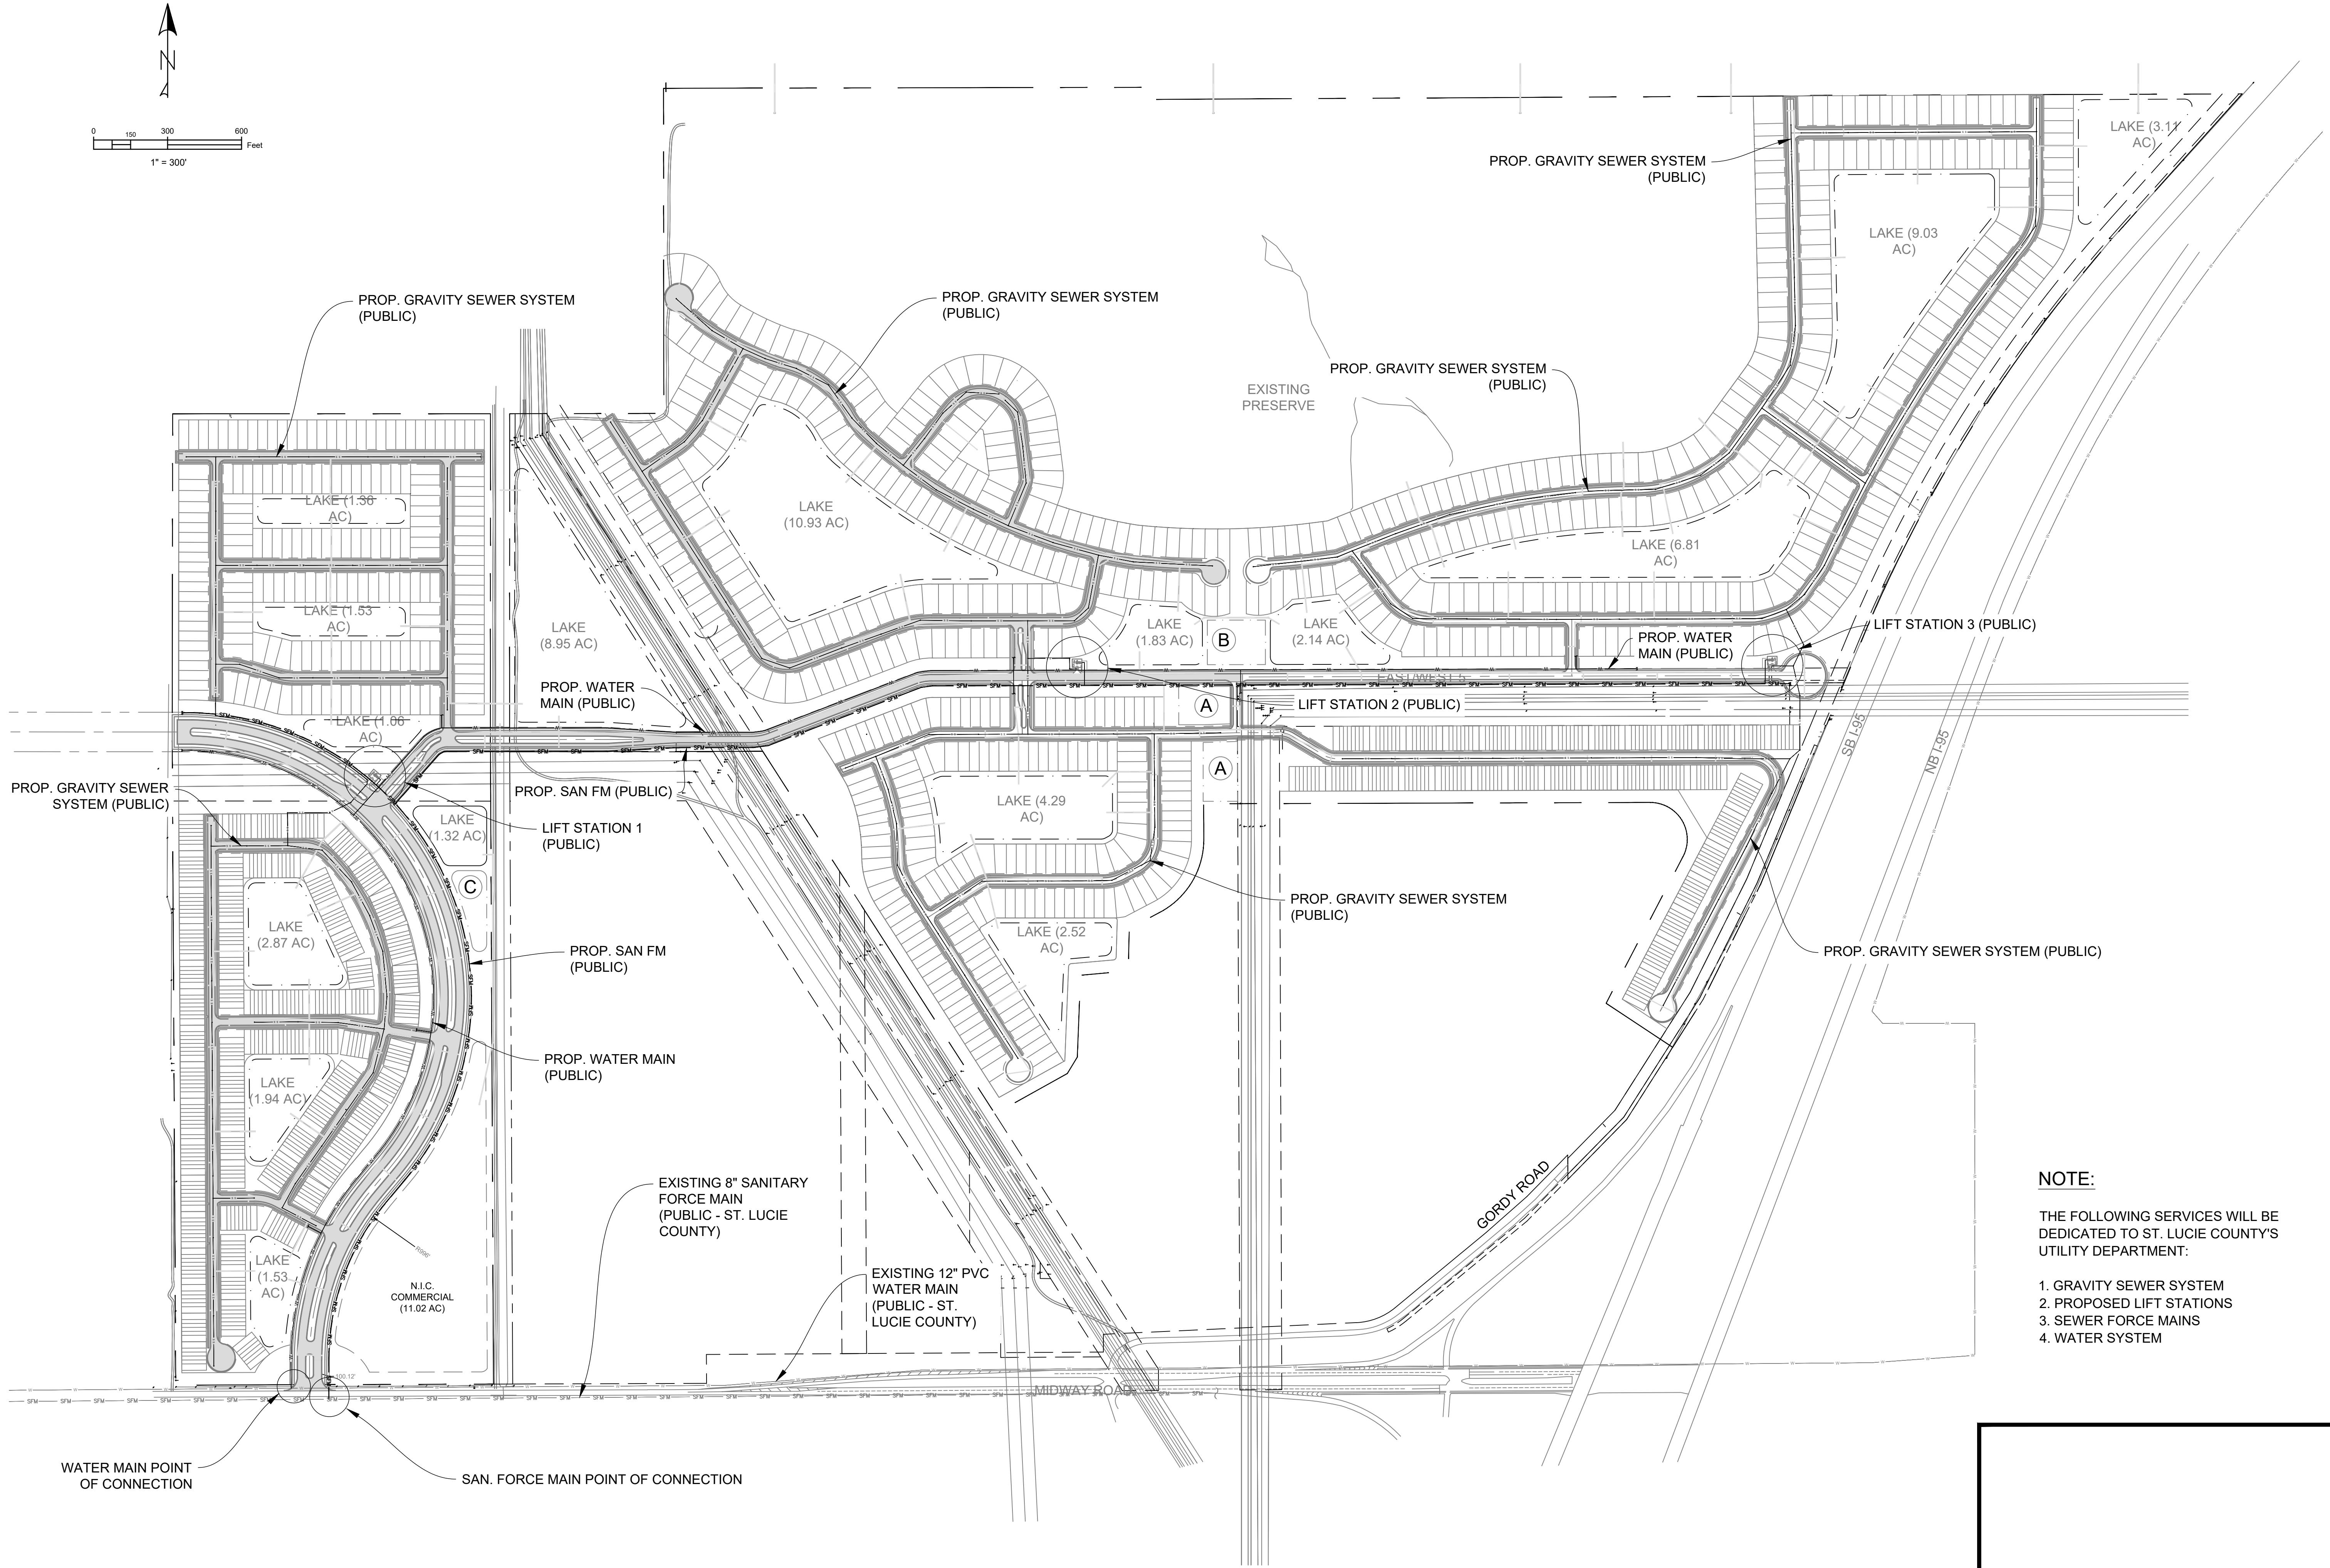 N
0
150
300
600
Feet
1" = 300'
LAKE (3.11
AC)
PROP. GRAVITY SEWER SYSTEM
(PUBLIC)
LAKE (9.03
AC)
PROP. GRAVITY SEWER SYSTEM
(PUBLIC)
PROP. GRAVITY SEWER SYSTEM
(PUBLIC)
PROP. GRAVITY SEWER SYSTEM
(PUBLIC)
EXISTING
PRESERVE
LAKE (1.36
AC)
LAKE
(10.93 AC)
LAKE (6.81
AC)
LAKE (1.53
AC)
LAKE
(8.95 AC)
LAKE
(1.83 AC)
B
LAKE
(2.14 AC)
PROP. WATER
MAIN (PUBLIC)
LIFT STATION 3 (PUBLIC)
EAST/WEST 5
PROP. WATER
MAIN (PUBLIC)
A
LIFT STATION 2 (PUBLIC)
LAKE (1.06
AC)
SB I-95
NB I-95
A
PROP. GRAVITY SEWER
SYSTEM (PUBLIC)
PROP. SAN FM (PUBLIC)
LAKE (4.29
AC)
LAKE
(1.32 AC)
LIFT STATION 1
(PUBLIC)
C
PROP. GRAVITY SEWER SYSTEM
(PUBLIC)
LAKE
(2.87 AC)
LAKE (2.52
AC)
PROP. SAN FM
(PUBLIC)
PROP. GRAVITY SEWER SYSTEM (PUBLIC)
PROP. WATER MAIN
(PUBLIC)
LAKE
(1.94 AC)
GORDY ROAD
EXISTING 8" SANITARY
FORCE MAIN
(PUBLIC - ST. LUCIE
COUNTY)
NOTE:
THE FOLLOWING SERVICES WILL BE
DEDICATED TO ST. LUCIE COUNTY'S
UTILITY DEPARTMENT:
1. GRAVITY SEWER SYSTEM
2. PROPOSED LIFT STATIONS
3. SEWER FORCE MAINS
4. WATER SYSTEM
LAKE
(1.53
AC)
N.I.C.
COMMERCIAL
(11.02 AC)
EXISTING 12" PVC
WATER MAIN
(PUBLIC - ST.
LUCIE COUNTY)
100.12'
MIDWAY ROAD
WATER MAIN POINT
OF CONNECTION
SAN. FORCE MAIN POINT OF CONNECTION